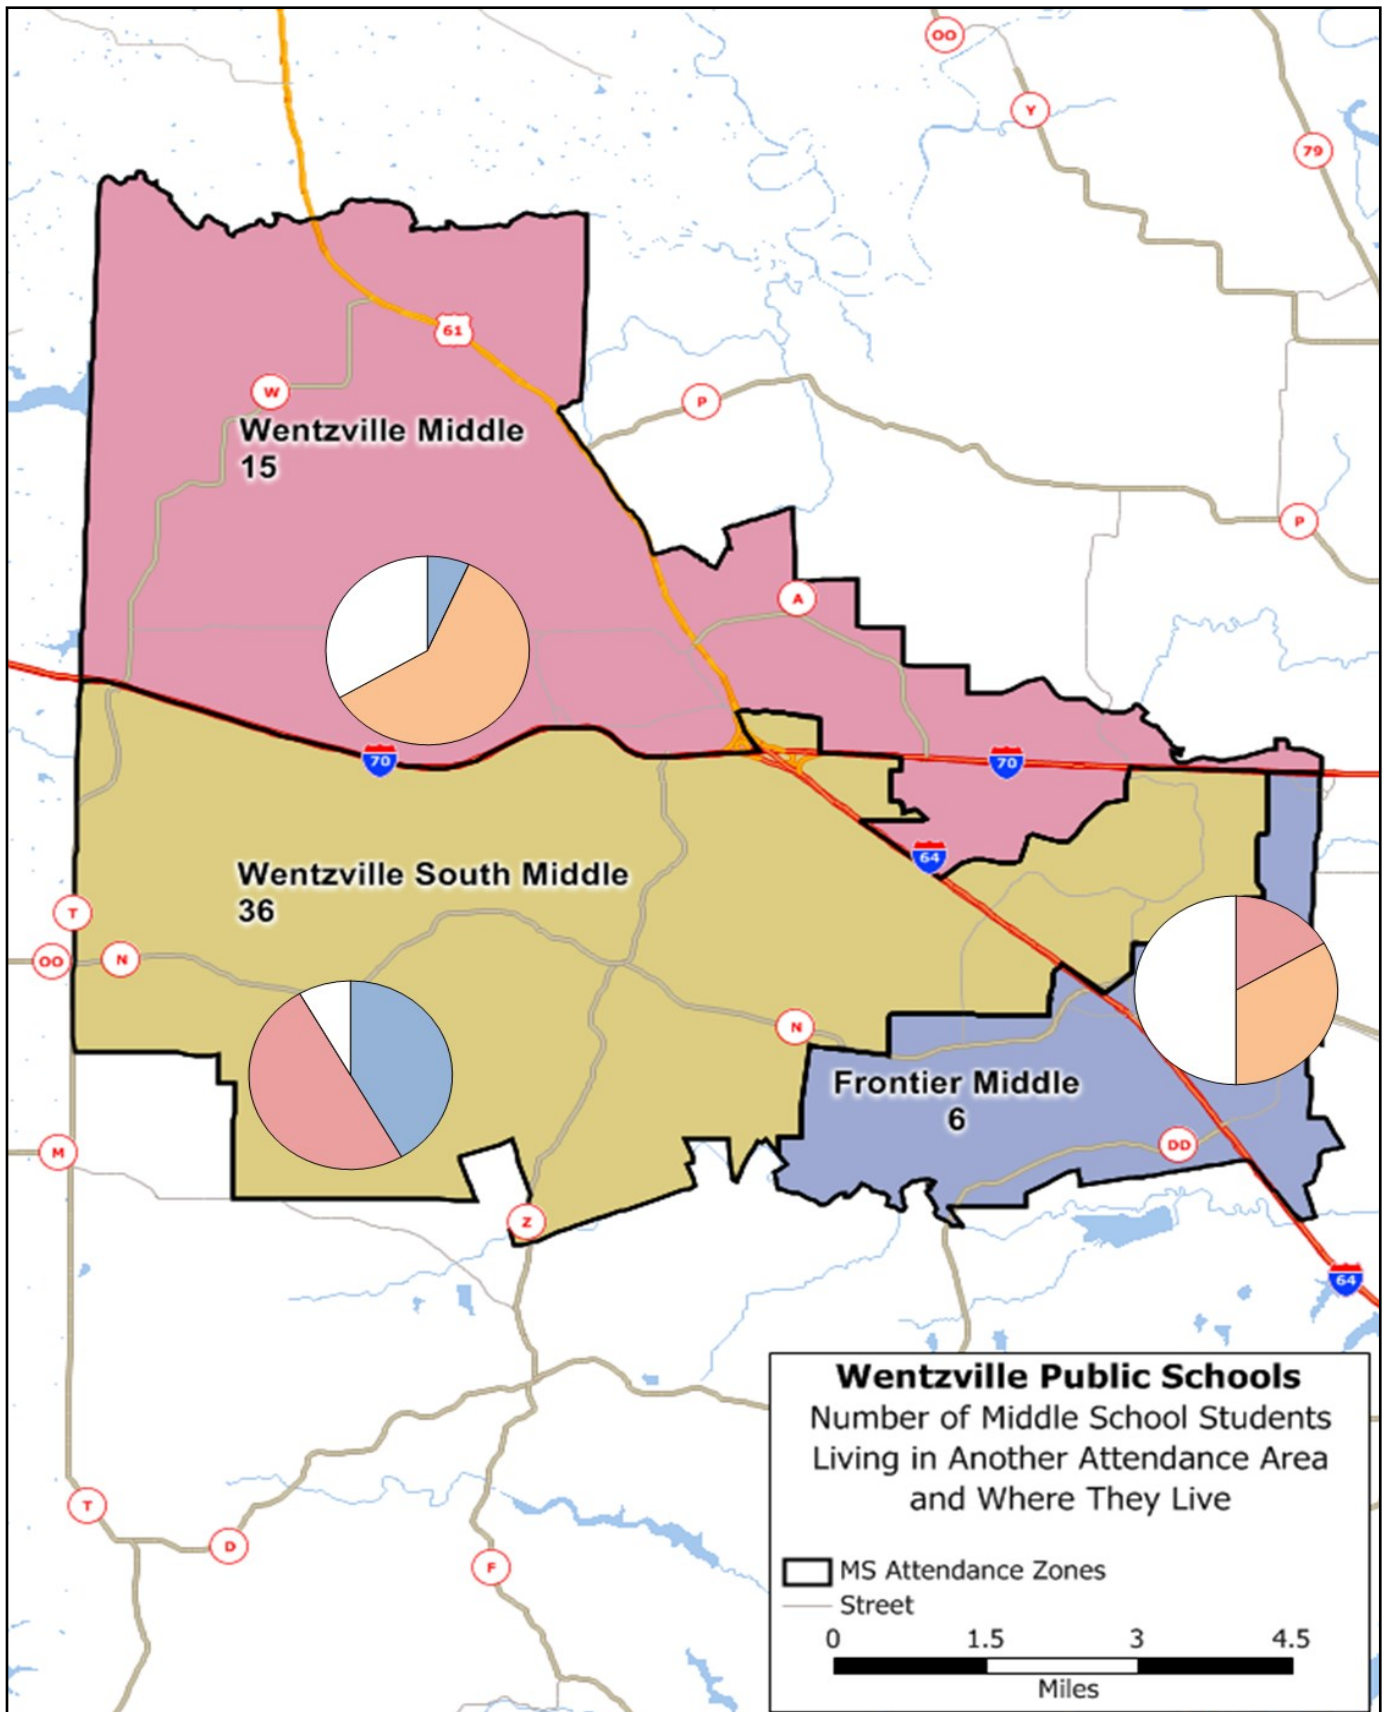 OO
Y
79
61
W
P
Wentzville Middle
15
P
A
70
70
64
Wentzville South Middle
36
T
OO
N
N
Frontier Middle
6
M
DD
Z
64
T
D
F
Wentzville Public Schools
Number of Middle School Students
Living in Another Attendance Area
and Where They Live
MS Attendance Zones
Street
0 1.5 3 4.5
Miles